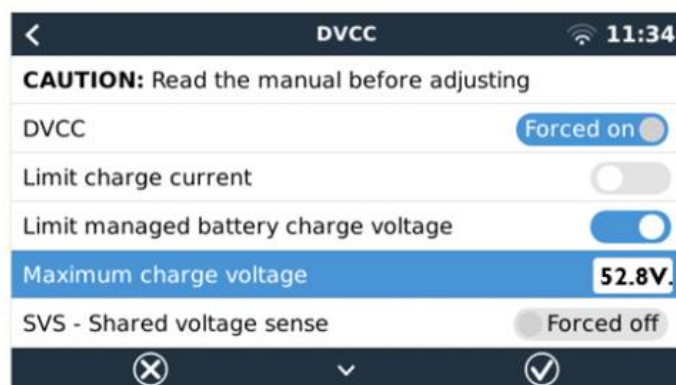 DVCC 11:34
CAUTION: Read the manual before adjusting
DVCC Forced on
Limit charge current
Limit managed battery charge voltage
Maximum charge voltage 52.8V.
SVS - Shared voltage sense Forced off